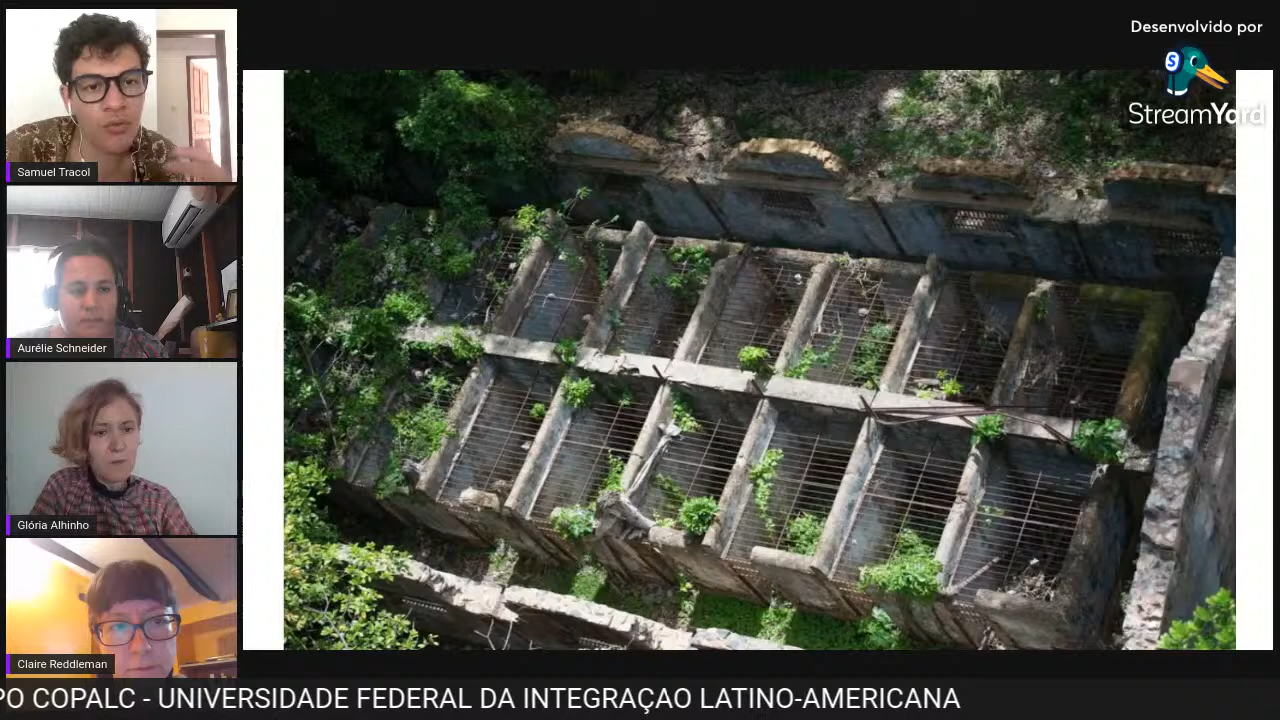 Desenvolvido por
S
StreamYard
Samuel Tracol
Aurélie Schneider
Glória Alhinho
Claire Reddleman
PO COPALC - UNIVERSIDADE FEDERAL DA INTEGRAÇAO LATINO-AMERICANA